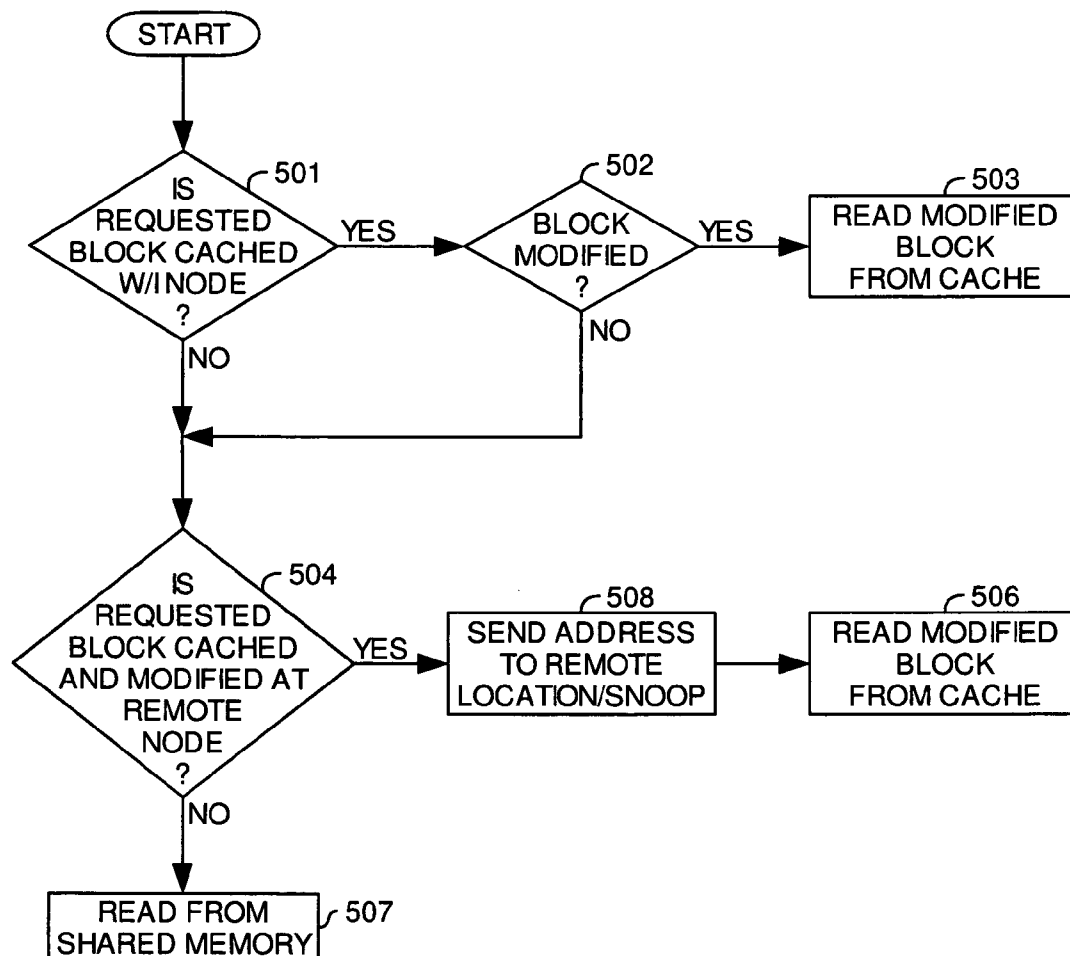 START
IS
REQUESTED
BLOCK CACHED
W/I NODE
?
501
YES
NO
BLOCK
MODIFIED
?
502
YES
NO
READ MODIFIED
BLOCK
FROM CACHE
503
IS
REQUESTED
BLOCK CACHED
AND MODIFIED AT
REMOTE
NODE
?
504
YES
NO
SEND ADDRESS
TO REMOTE
LOCATION/SNOOP
508
READ MODIFIED
BLOCK
FROM CACHE
506
READ FROM
SHARED MEMORY
507